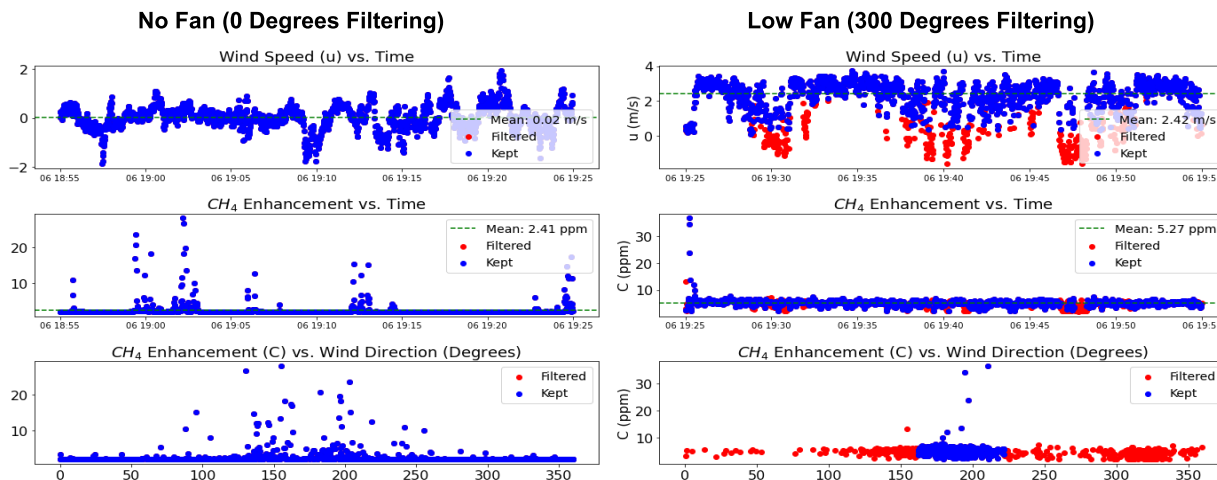 No Fan (0 Degrees Filtering)
Wind Speed (u) vs. Time
2
0
−2
Mean: 0.02 m/s
Filtered
Kept
06 18:55 06 19:00 06 19:05 06 19:10 06 19:15 06 19:20 06 19:25
CH4 Enhancement vs. Time
20
10
Mean: 2.41 ppm
Filtered
Kept
06 18:55 06 19:00 06 19:05 06 19:10 06 19:15 06 19:20 06 19:25
CH4 Enhancement (C) vs. Wind Direction (Degrees)
20
10
Filtered
Kept
0 50 100 150 200 250 300 350
Low Fan (300 Degrees Filtering)
Wind Speed (u) vs. Time
u (m/s)
4
2
0
Mean: 2.42 m/s
Filtered
Kept
06 19:25 06 19:30 06 19:35 06 19:40 06 19:45 06 19:50 06 19:5
CH4 Enhancement vs. Time
C (ppm)
30
20
10
Mean: 5.27 ppm
Filtered
Kept
06 19:25 06 19:30 06 19:35 06 19:40 06 19:45 06 19:50 06 19:5
CH4 Enhancement (C) vs. Wind Direction (Degrees)
C (ppm)
30
20
10
Filtered
Kept
0 50 100 150 200 250 300 350